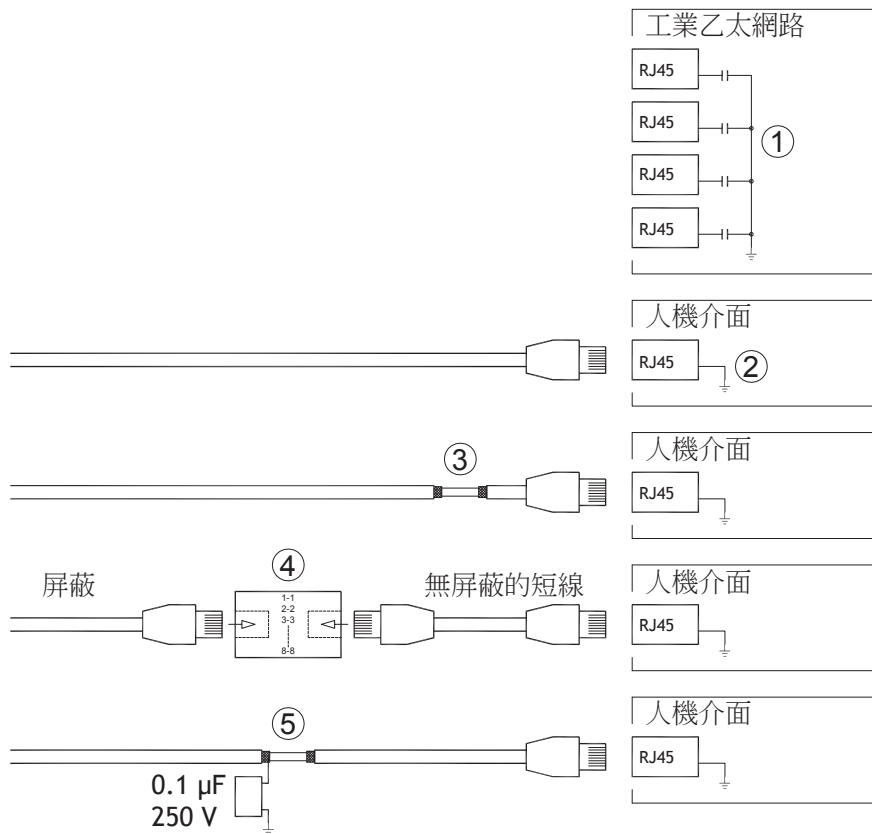 工業乙太網路
RJ45
RJ45
①
RJ45
RJ45
人機介面
RJ45
②
人機介面
③
RJ45
人機介面
④
屏蔽
無屏蔽的短線
1-1
2-2
3-3
8-8
RJ45
人機介面
⑤
RJ45
0.1 µF
250 V